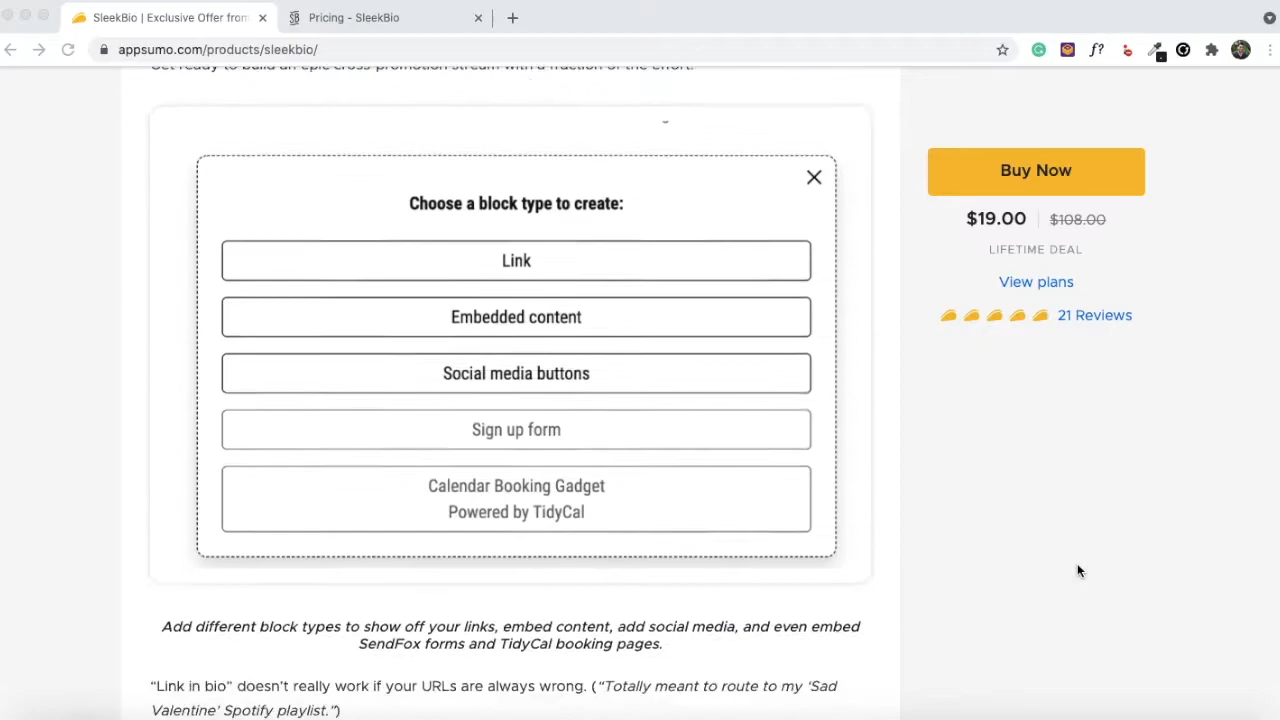 SleekBio | Exclusive Offer from
Pricing - SleekBio
appsumo.com/products/sleekbio/
f?
Get ready to build an epic cross-promotion stream with a fraction of the effort.
Choose a block type to create:
Link
Embedded content
Social media buttons
Sign up form
Calendar Booking Gadget
Powered by TidyCal
Buy Now
$19.00 $108.00
LIFETIME DEAL
View plans
21 Reviews
Add different block types to show off your links, embed content, add social media, and even embed
SendFox forms and TidyCal booking pages.
“Link in bio” doesn’t really work if your URLs are always wrong. (“Totally meant to route to my ‘Sad
Valentine’ Spotify playlist.”)